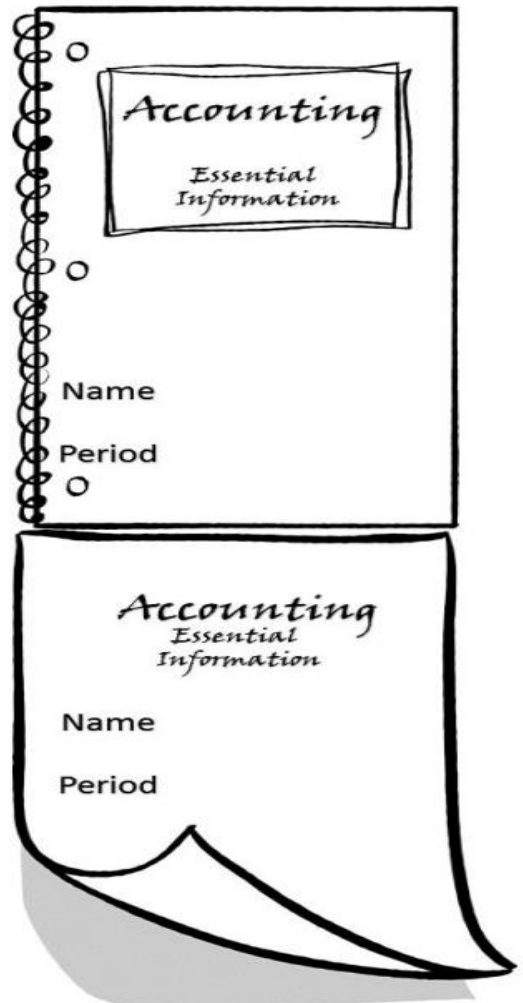 Accounting
Essential
Information
Name
Period
Accounting
Essential
Information
Name
Period